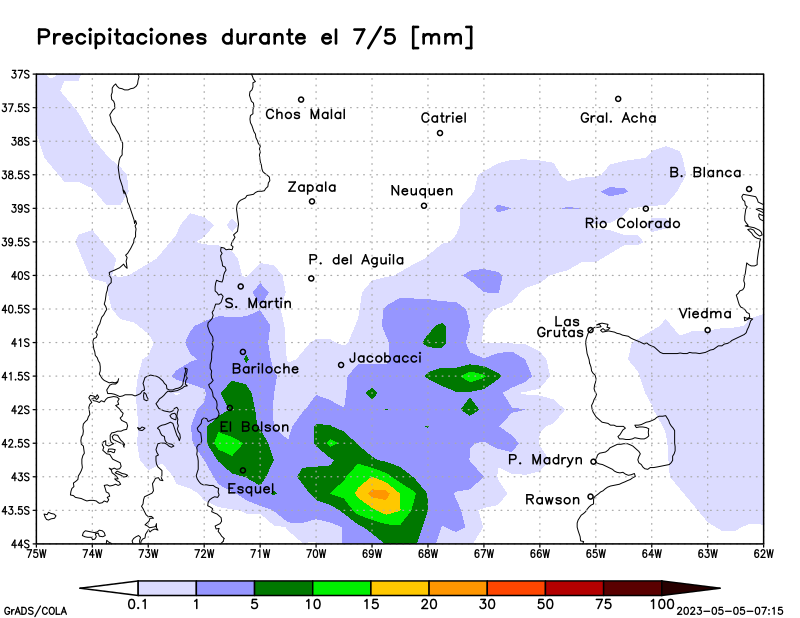 Precipitaciones durante el 7/5 [mm]
37S
37.5S
Chos Malal
Catriel
Gral. Acha
38S
38.5S
B. Blanca
Zapala
Neuquen
39S
Rio Colorado
39.5S
P. del Aguila
40S
S. Martin
40.5S
Viedma
Las
Grutas
41S
Jacobacci
Bariloche
41.5S
42S
El Bolson
42.5S
P. Madryn
43S
Esquel
Rawson
43.5S
44S
75W 74W 73W 72W 71W 70W 69W 68W 67W 66W 65W 64W 63W 62W
0.1 1 5 10 15 20 30 50 75 100
GrADS/COLA
2023-05-05-07:15